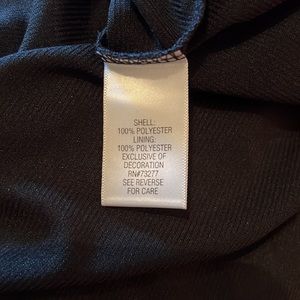 SHELL:
100% POLYESTER
LINING:
100% POLYESTER
EXCLUSIVE OF
DECORATION
RN#73277
SEE REVERSE
FOR CARE